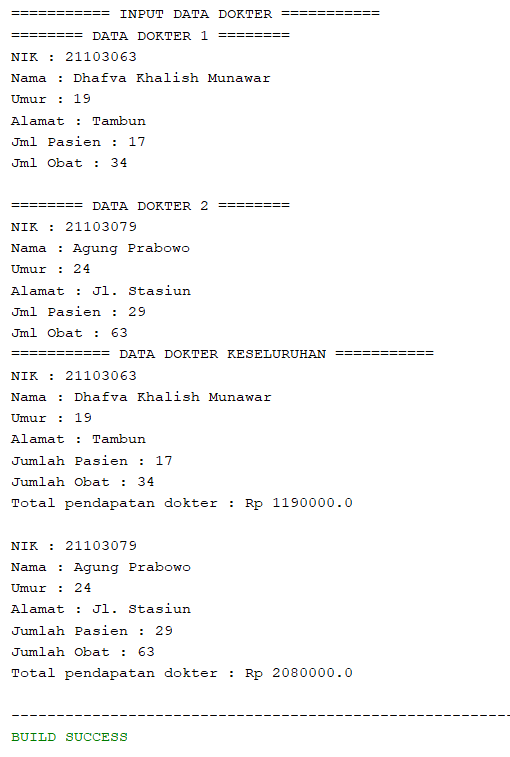 =========== INPUT DATA DOKTER ===========
======== DATA DOKTER 1 ========
NIK : 21103063
Nama : Dhafva Khalish Munawar
Umur : 19
Alamat : Tambun
Jml Pasien : 17
Jml Obat : 34
======== DATA DOKTER 2 ========
NIK : 21103079
Nama : Agung Prabowo
Umur : 24
Alamat : Jl. Stasiun
Jml Pasien : 29
Jml Obat : 63
=========== DATA DOKTER KESELURUHAN ===========
NIK : 21103063
Nama : Dhafva Khalish Munawar
Umur : 19
Alamat : Tambun
Jumlah Pasien : 17
Jumlah Obat : 34
Total pendapatan dokter : Rp 1190000.0
NIK : 21103079
Nama : Agung Prabowo
Umur : 24
Alamat : Jl. Stasiun
Jumlah Pasien : 29
Jumlah Obat : 63
Total pendapatan dokter : Rp 2080000.0
--------------------------------------------------------
BUILD SUCCESS